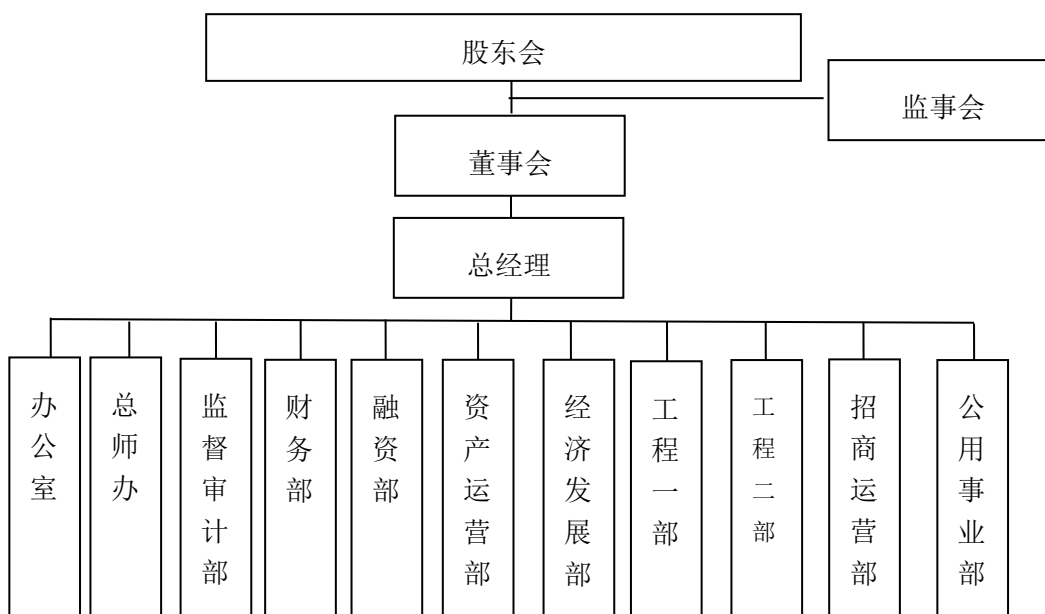 股东会
监事会
董事会
总经理
办公室
总师办
监督审计部
财务部
融资部
资产运营部
经济发展部
工程一部
工程二部
招商运营部
公用事业部